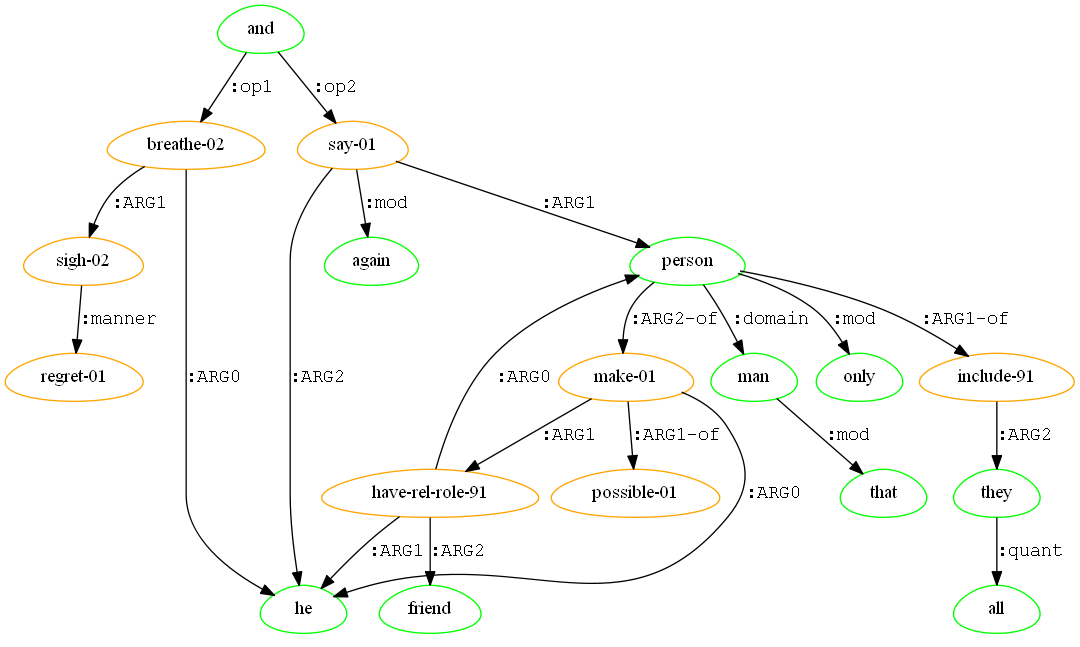 and
:op1 :op2
breathe-02 say-01
:ARG1 :mod :ARG1
sigh-02 again person
:manner :ARG2-of :domain :mod :ARG1-of
regret-01 :ARG0 :ARG2 :ARG0 make-01 man only include-91
:ARG1 :ARG1-of :mod :ARG2
have-rel-role-91 possible-01 :ARG0 that they
:ARG1 :ARG2 :quant
he friend all